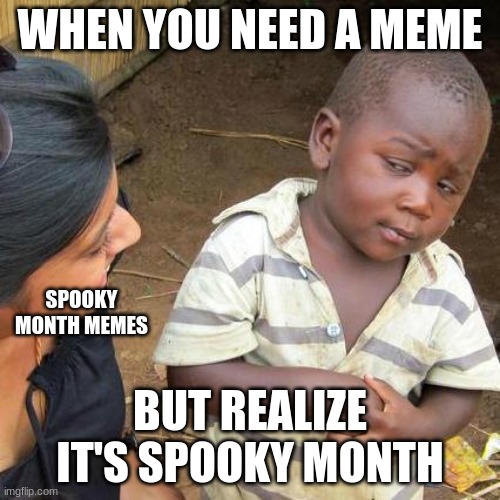 WHEN YOU NEED A MEME
SPOOKY
MONTH MEMES
BUT REALIZE
IT'S SPOOKY MONTH
imgflip.com